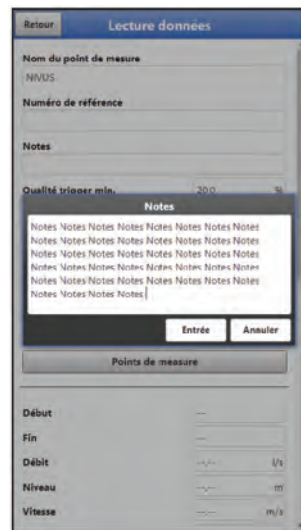 Retour
Lecture données
Nom du point de mesure
NIVUS
Numéro de référence
Notes
Qualité trigger min. 20.0 %
Notes
Notes Notes Notes Notes Notes Notes Notes Notes
Notes Notes Notes Notes Notes Notes Notes Notes
Notes Notes Notes Notes Notes Notes Notes Notes
Notes Notes Notes Notes Notes Notes Notes Notes
Notes Notes Notes Notes Notes Notes Notes Notes
Notes Notes Notes Notes
Entrée Annuler
Points de mesure
Début ---
Fin ---
Débit --,-- l/s
Niveau --,-- m
Vitesse --,-- m/s